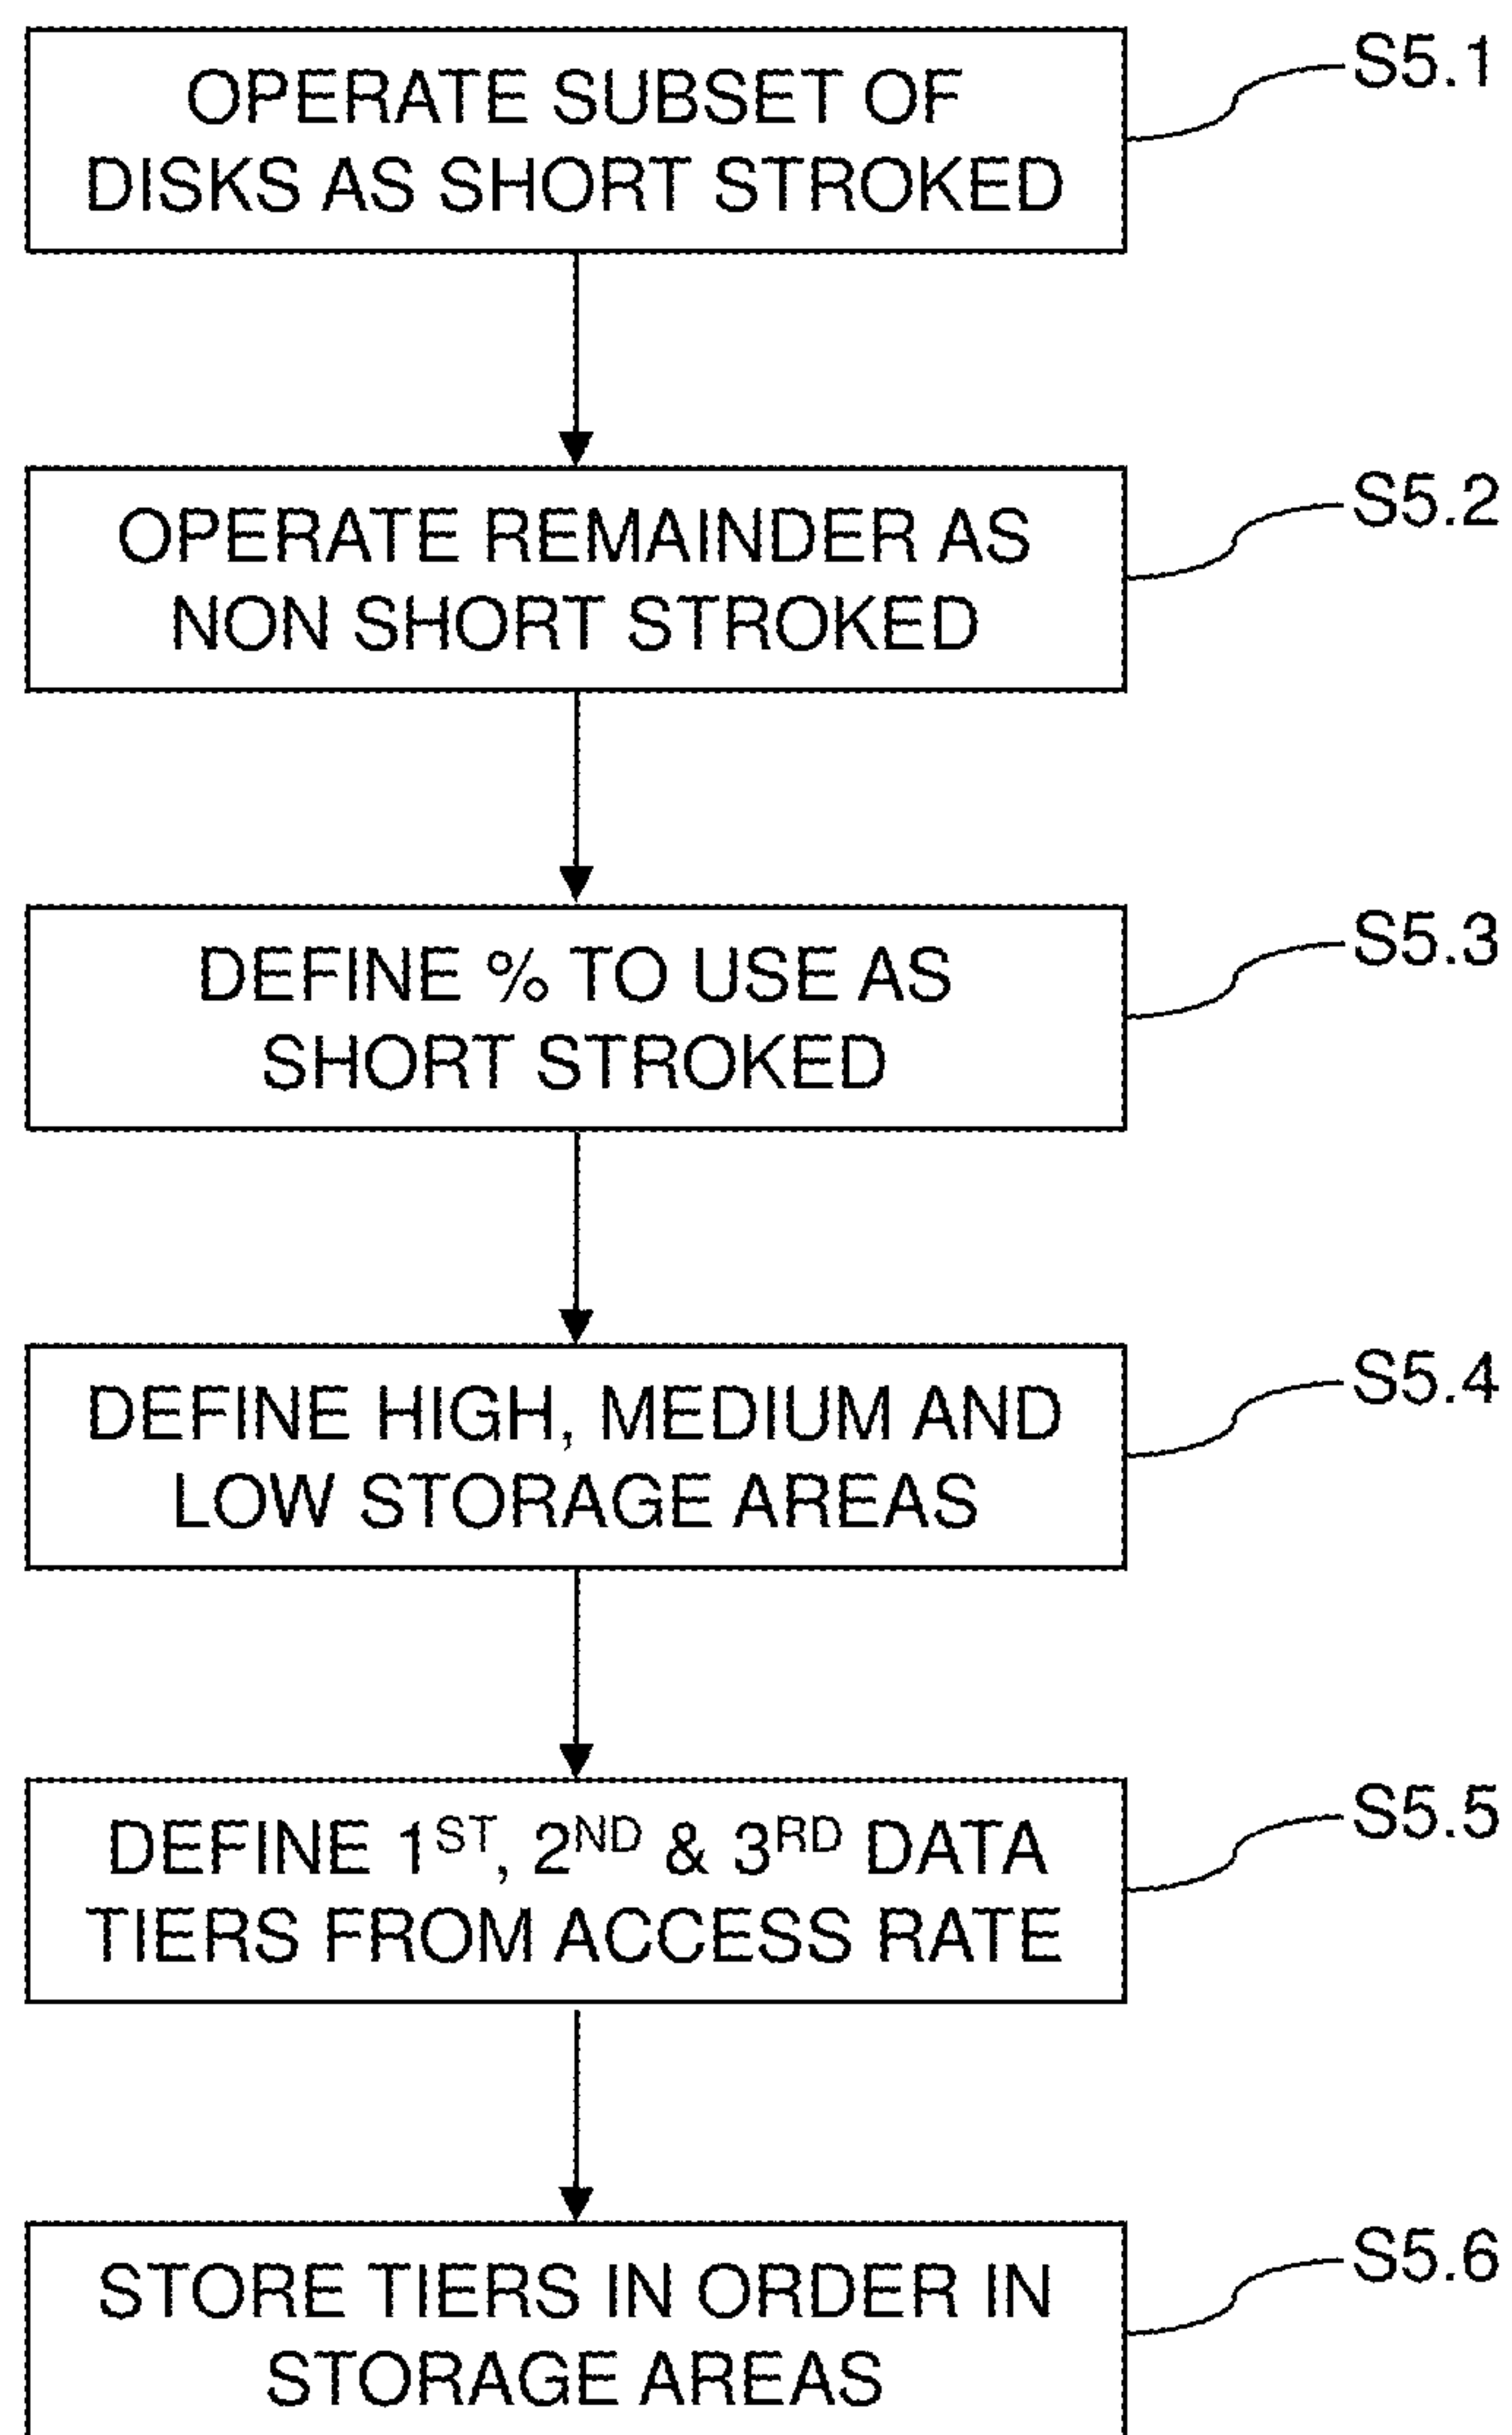 OPERATE SUBSET OF
DISKS AS SHORT STROKED
S5.1
OPERATE REMAINDER AS
NON SHORT STROKED
S5.2
DEFINE % TO USE AS
SHORT STROKED
S5.3
DEFINE HIGH, MEDIUM AND
LOW STORAGE AREAS
S5.4
DEFINE 1ST, 2ND & 3RD DATA
TIERS FROM ACCESS RATE
S5.5
STORE TIERS IN ORDER IN
STORAGE AREAS
S5.6